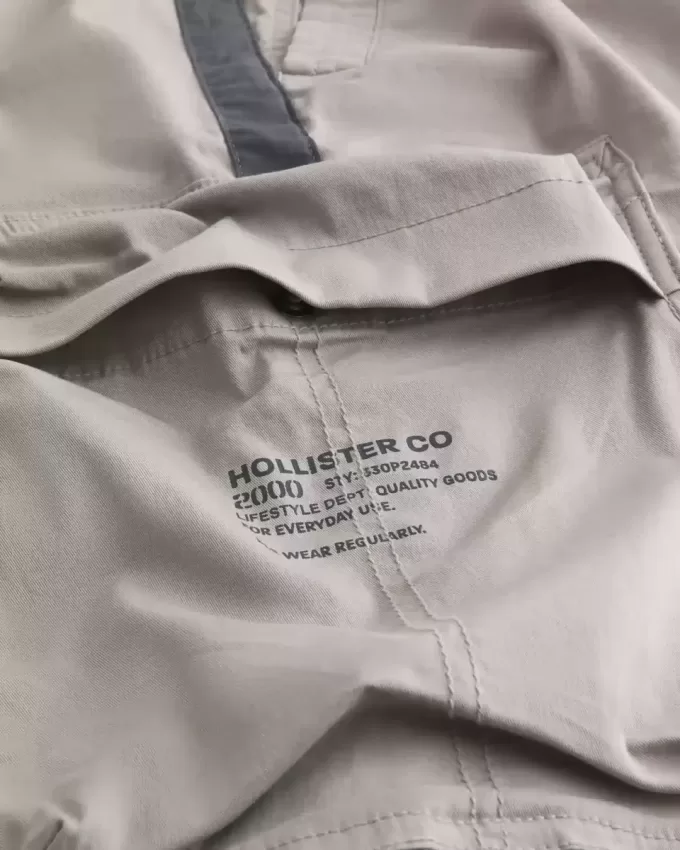 HOLLISTER CO
2000 STY: 330P2484
LIFESTYLE DEPT. QUALITY GOODS
FOR EVERYDAY USE.
WEAR REGULARLY.